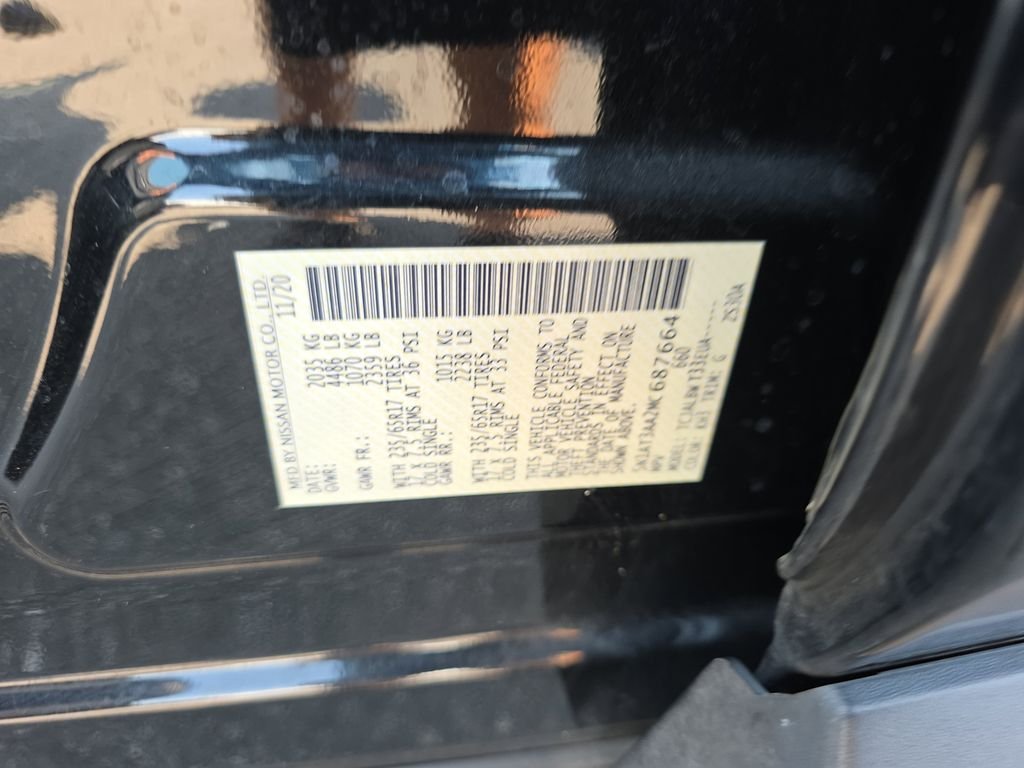 MFD BY NISSAN MOTOR CO., LTD.
DATE: 11/20
GVWR: 2035 KG
4486 LB
GAWR FR.: 1070 KG
2359 LB
WITH 235/65R17 TIRES
17 X 7.5 RIMS AT 36 PSI
COLD SINGLE
GAWR RR.: 1015 KG
2238 LB
WITH 235/65R17 TIRES
17 X 7.5 RIMS AT 33 PSI
COLD SINGLE
THIS VEHICLE CONFORMS TO
ALL APPLICABLE FEDERAL
MOTOR VEHICLE SAFETY AND
THEFT PREVENTION
STANDARDS IN EFFECT ON
THE DATE OF MANUFACTURE
SHOWN ABOVE.
5N1AT3AA2MC687664
MPV 660
MODEL: TCIALBW T33EUA------
COLOR: KH3 TRIM: G 2S30A